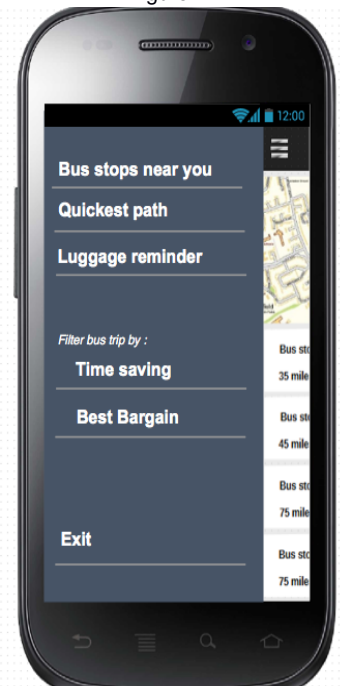 12:00
Bus stops near you
Quickest path
Luggage reminder
Filter bus trip by :
Time saving
Best Bargain
Exit
Bus sto
35 mile
Bus sto
45 mile
Bus sto
75 mile
Bus sto
75 mile